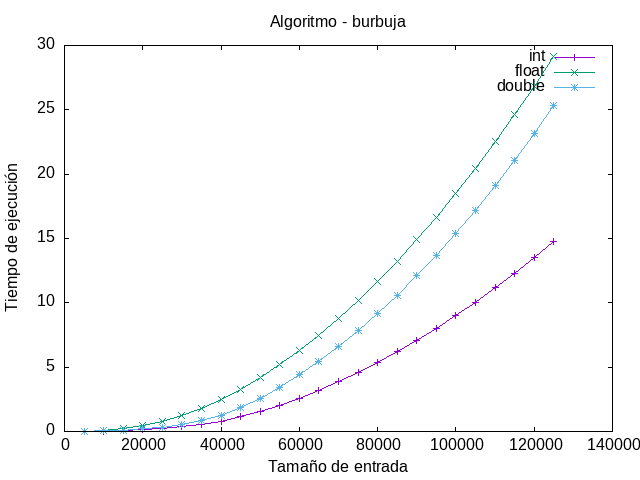 Algoritmo - burbuja
int
float
double
Tiempo de ejecución
30
25
20
15
10
5
0
0 20000 40000 60000 80000 100000 120000 140000
Tamaño de entrada